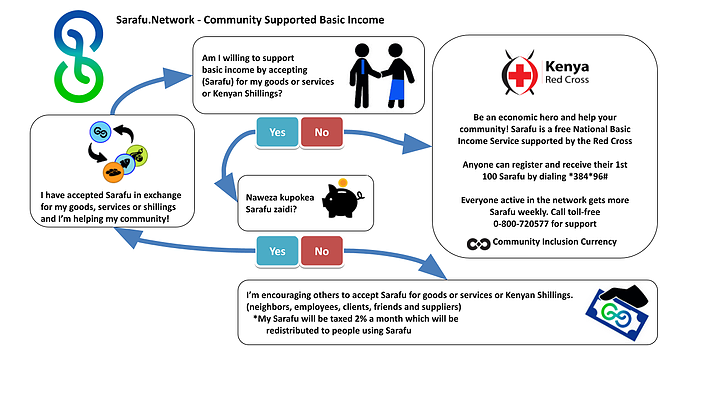 Sarafu.Network - Community Supported Basic Income
Am I willing to support
basic income by accepting
(Sarafu) for my goods or services
or Kenyan Shillings?
Yes
No
Kenya
Red Cross
Be an economic hero and help your
community! Sarafu is a free National Basic
Income Service supported by the Red Cross
Anyone can register and receive their 1st
100 Sarafu by dialing *384*96#
Everyone active in the network gets more
Sarafu weekly. Call toll-free
0-800-720577 for support
Community Inclusion Currency
I have accepted Sarafu in exchange
for my goods, services or shillings
and I'm helping my community!
Naweza kupokea
Sarafu zaidi?
Yes
No
I'm encouraging others to accept Sarafu for goods or services or Kenyan Shillings.
(neighbors, employees, clients, friends and suppliers)
*My Sarafu will be taxed 2% a month which will be
redistributed to people using Sarafu